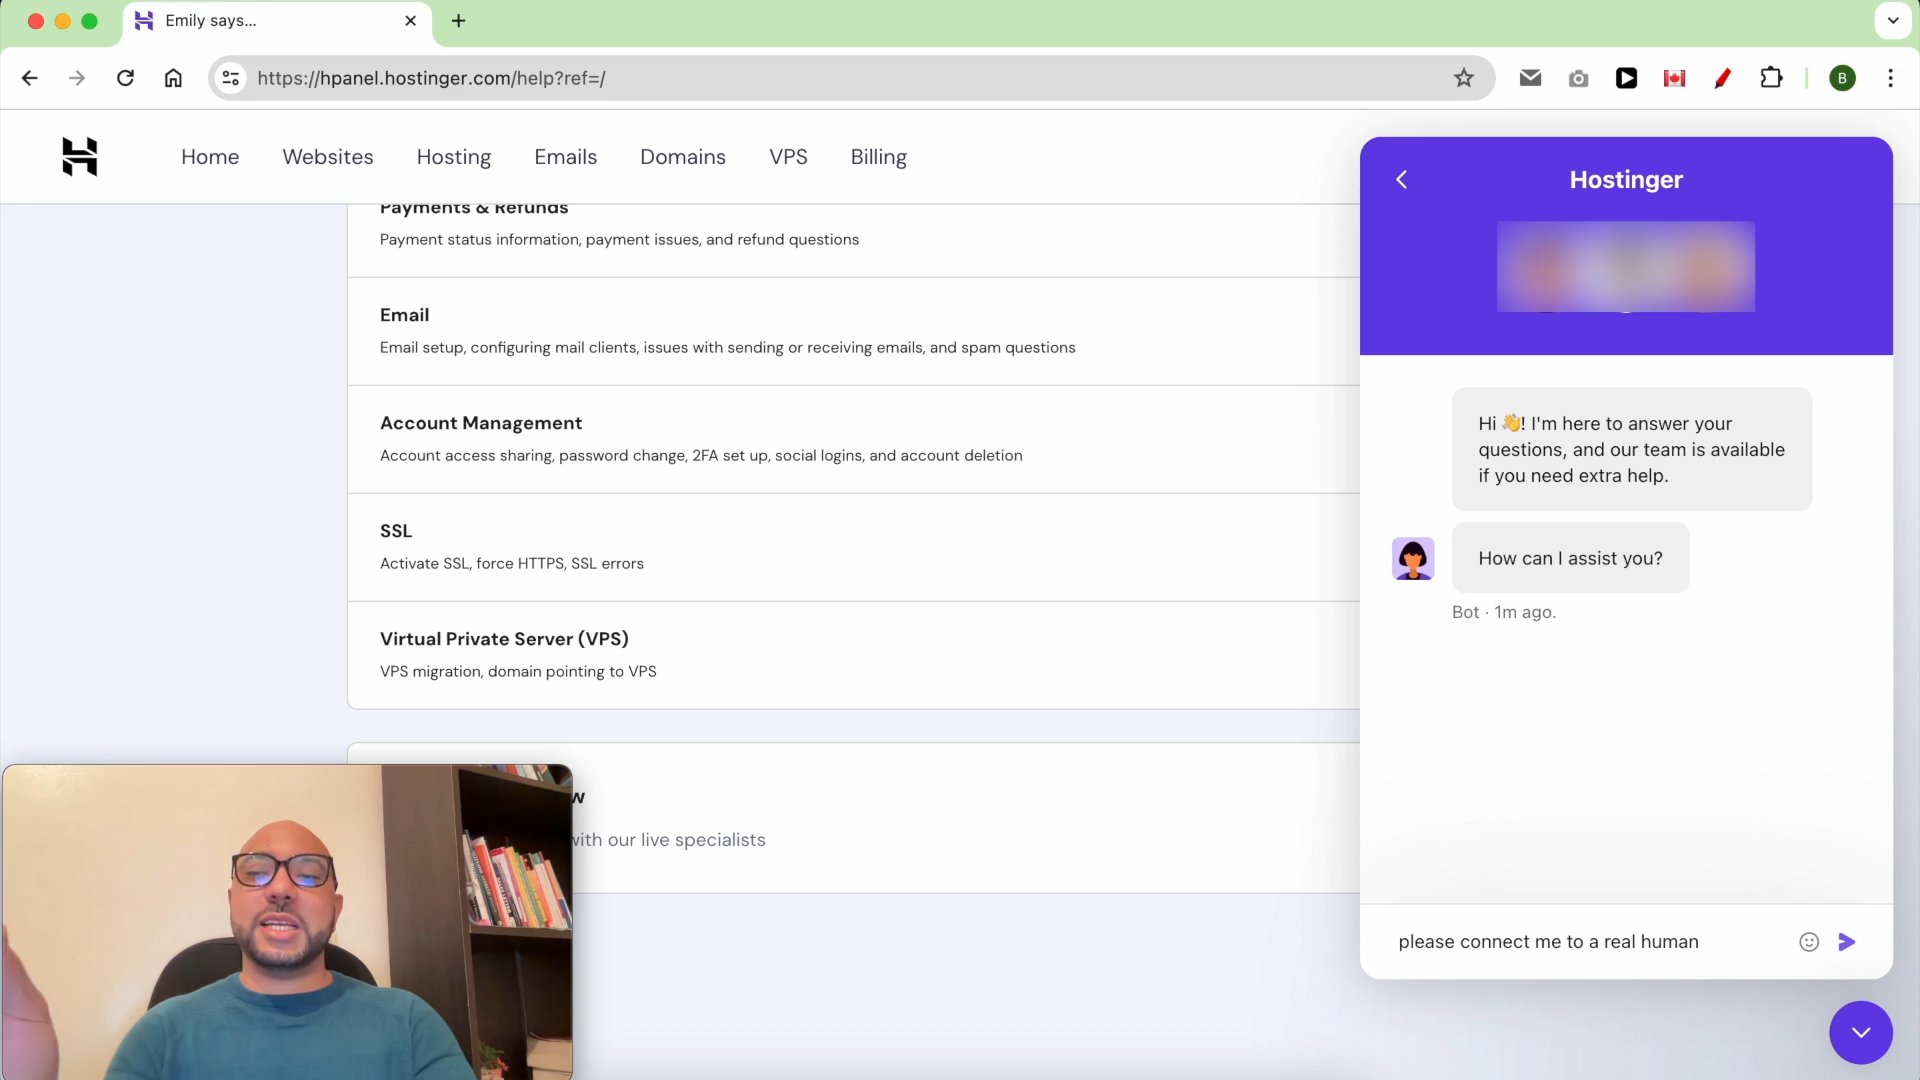 Emily says...
https://hpanel.hostinger.com/help?ref=/
B
Home Websites Hosting Emails Domains VPS Billing
Payments & Refunds
Payment status information, payment issues, and refund questions
Email
Email setup, configuring mail clients, issues with sending or receiving emails, and spam questions
Account Management
Account access sharing, password change, 2FA set up, social logins, and account deletion
SSL
Activate SSL, force HTTPS, SSL errors
Virtual Private Server (VPS)
VPS migration, domain pointing to VPS
with our live specialists
Hostinger
Hi 👋! I'm here to answer your
questions, and our team is available
if you need extra help.
How can I assist you?
Bot · 1m ago.
please connect me to a real human